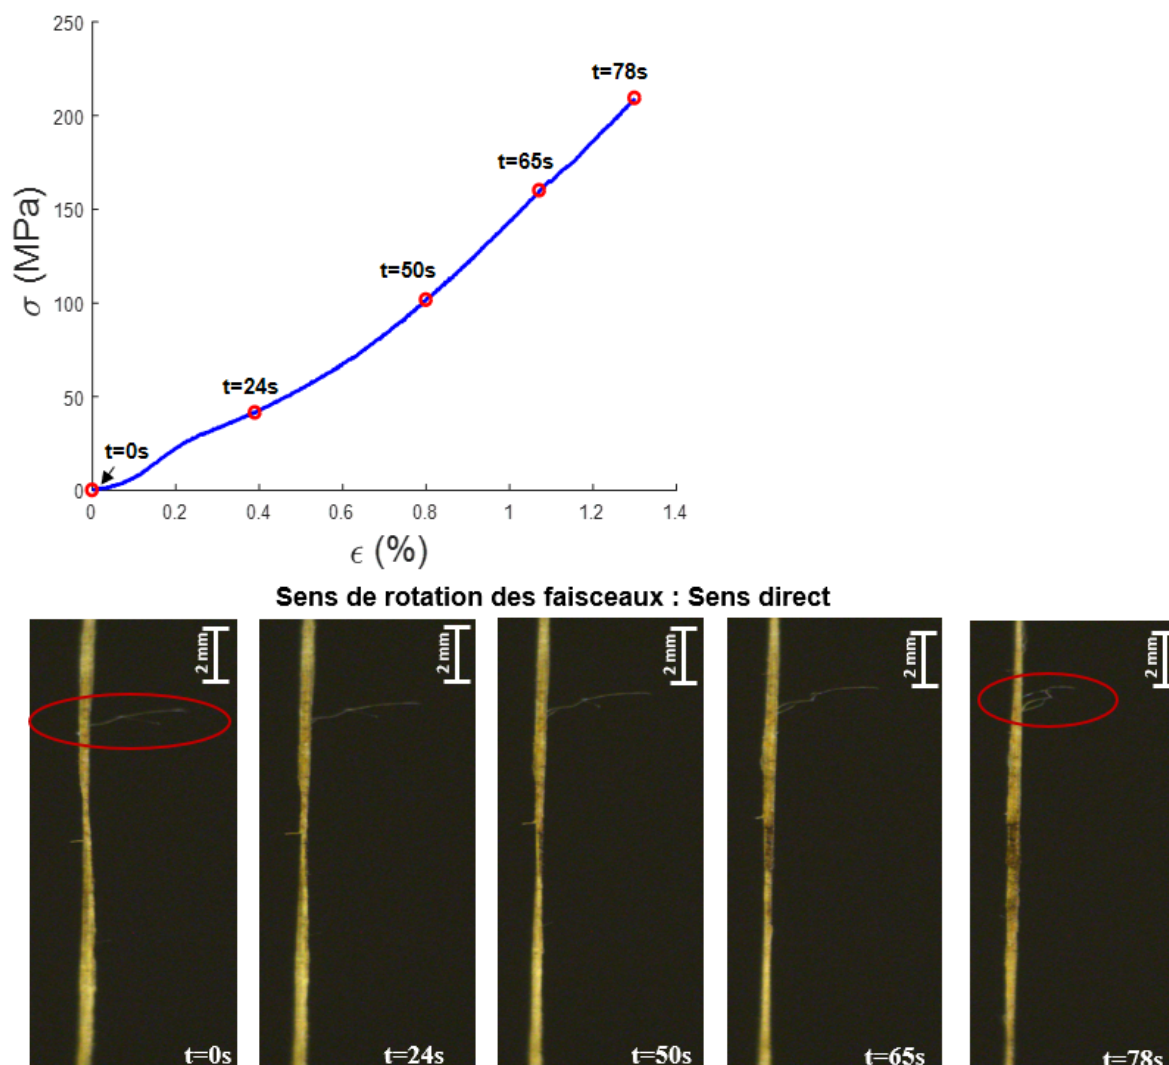 250
t=78s
200
t=65s
150
σ (MPa)
t=50s
100
t=24s
50
t=0s
0
0 0.2 0.4 0.6 0.8 1 1.2 1.4
ϵ (%)
Sens de rotation des faisceaux : Sens direct
2 mm 2 mm 2 mm 2 mm 2 mm
t=0s t=24s t=50s t=65s t=78s